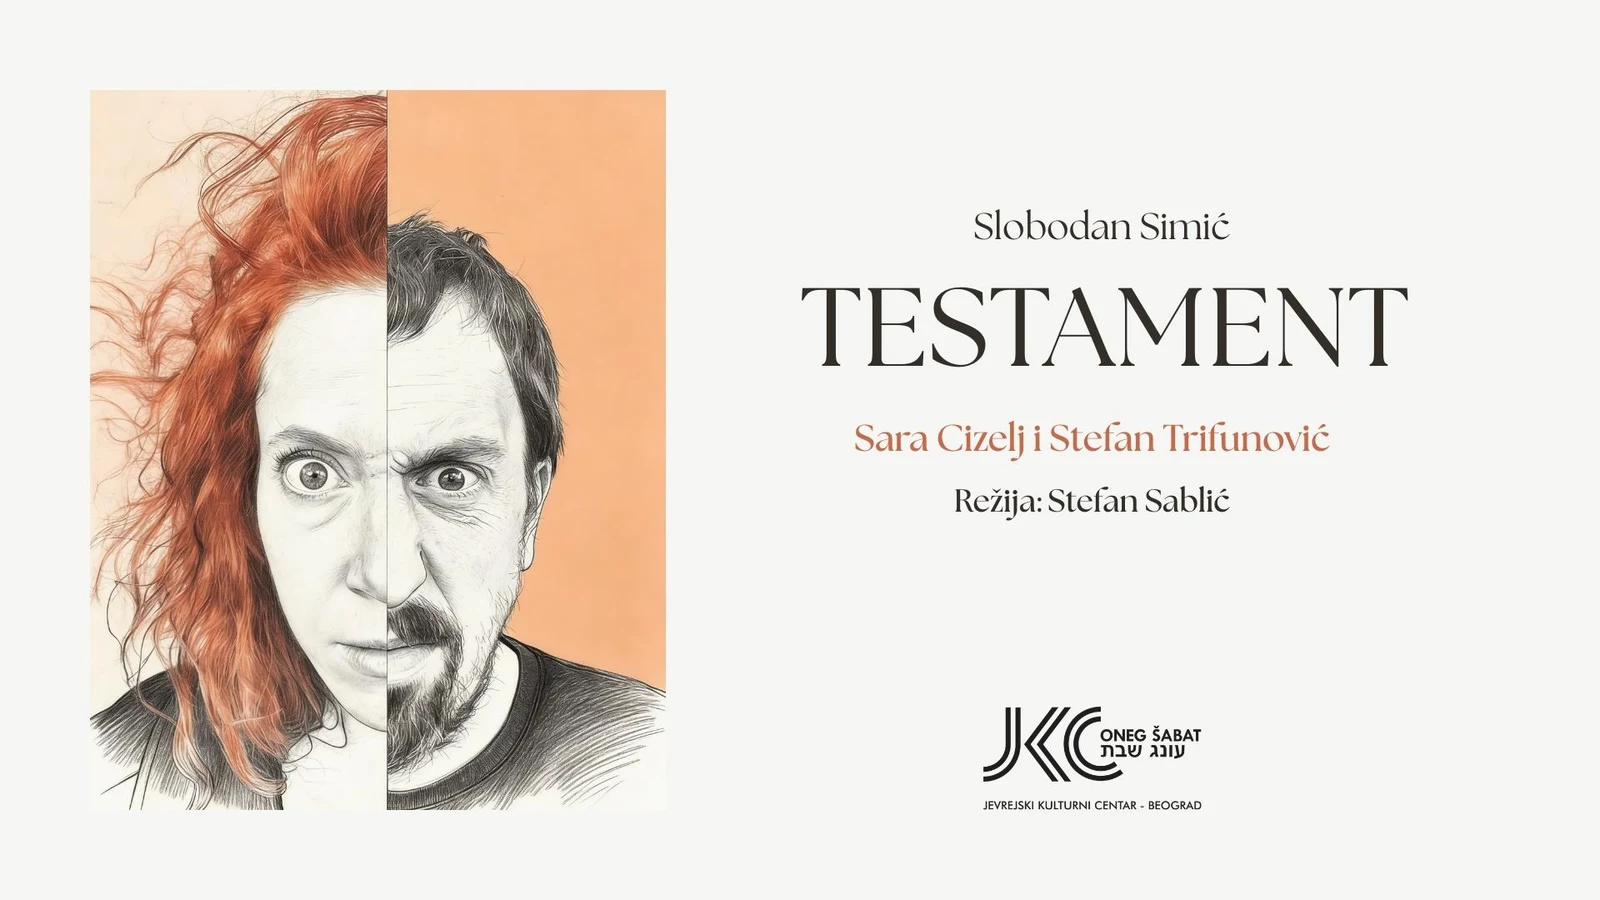 Slobodan Simić
TESTAMENT
Sara Cizelj i Stefan Trifunović
Režija: Stefan Sablić
JKC
ONEG ŠABAT
עונג שבת
JEVREJSKI KULTURNI CENTAR - BEOGRAD